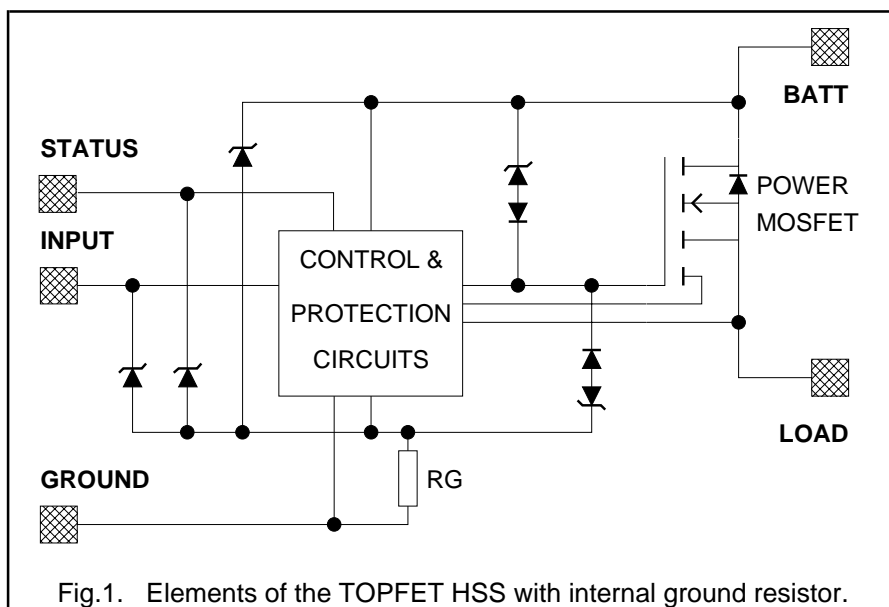 BATT
STATUS
POWER
MOSFET
INPUT
CONTROL &
PROTECTION
CIRCUITS
LOAD
GROUND
RG
Fig.1. Elements of the TOPFET HSS with internal ground resistor.